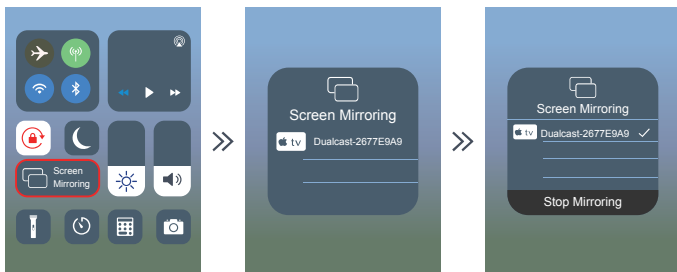 Screen
Mirroring
Screen Mirroring
tv
Dualcast-2677E9A9
Screen Mirroring
tv
Dualcast-2677E9A9
Stop Mirroring